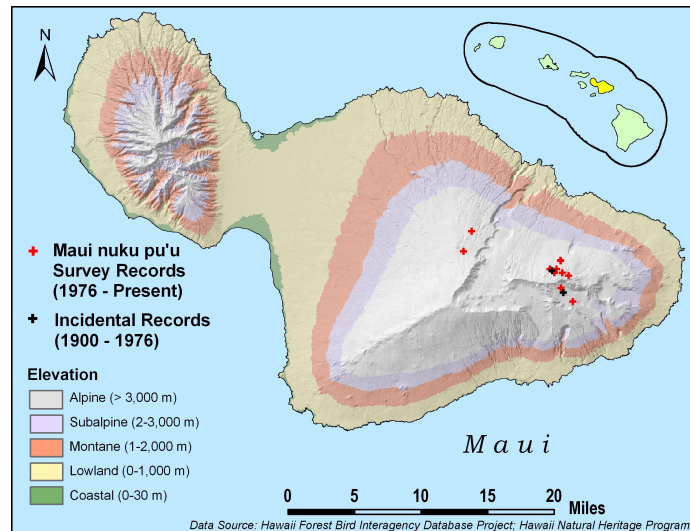 N
Maui nuku pu'u
Survey Records
(1976 - Present)
Incidental Records
(1900 - 1976)
Elevation
Alpine (> 3,000 m)
Subalpine (2-3,000 m)
Montane (1-2,000 m)
Lowland (0-1,000 m)
Coastal (0-30 m)
Maui
0 5 10 15 20 Miles
Data Source: Hawaii Forest Bird Interagency Database Project; Hawaii Natural Heritage Program